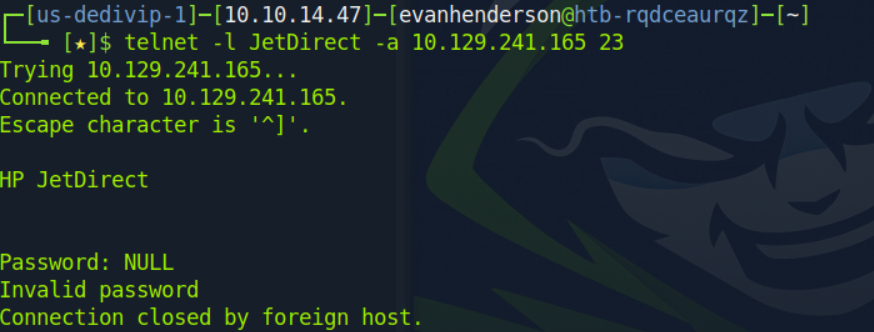 [us-dedivip-1]─[10.10.14.47]─[evanhenderson@htb-rqdceaurqz]─[~]
[★]$ telnet -l JetDirect -a 10.129.241.165 23
Trying 10.129.241.165...
Connected to 10.129.241.165.
Escape character is '^]'.
HP JetDirect
Password: NULL
Invalid password
Connection closed by foreign host.